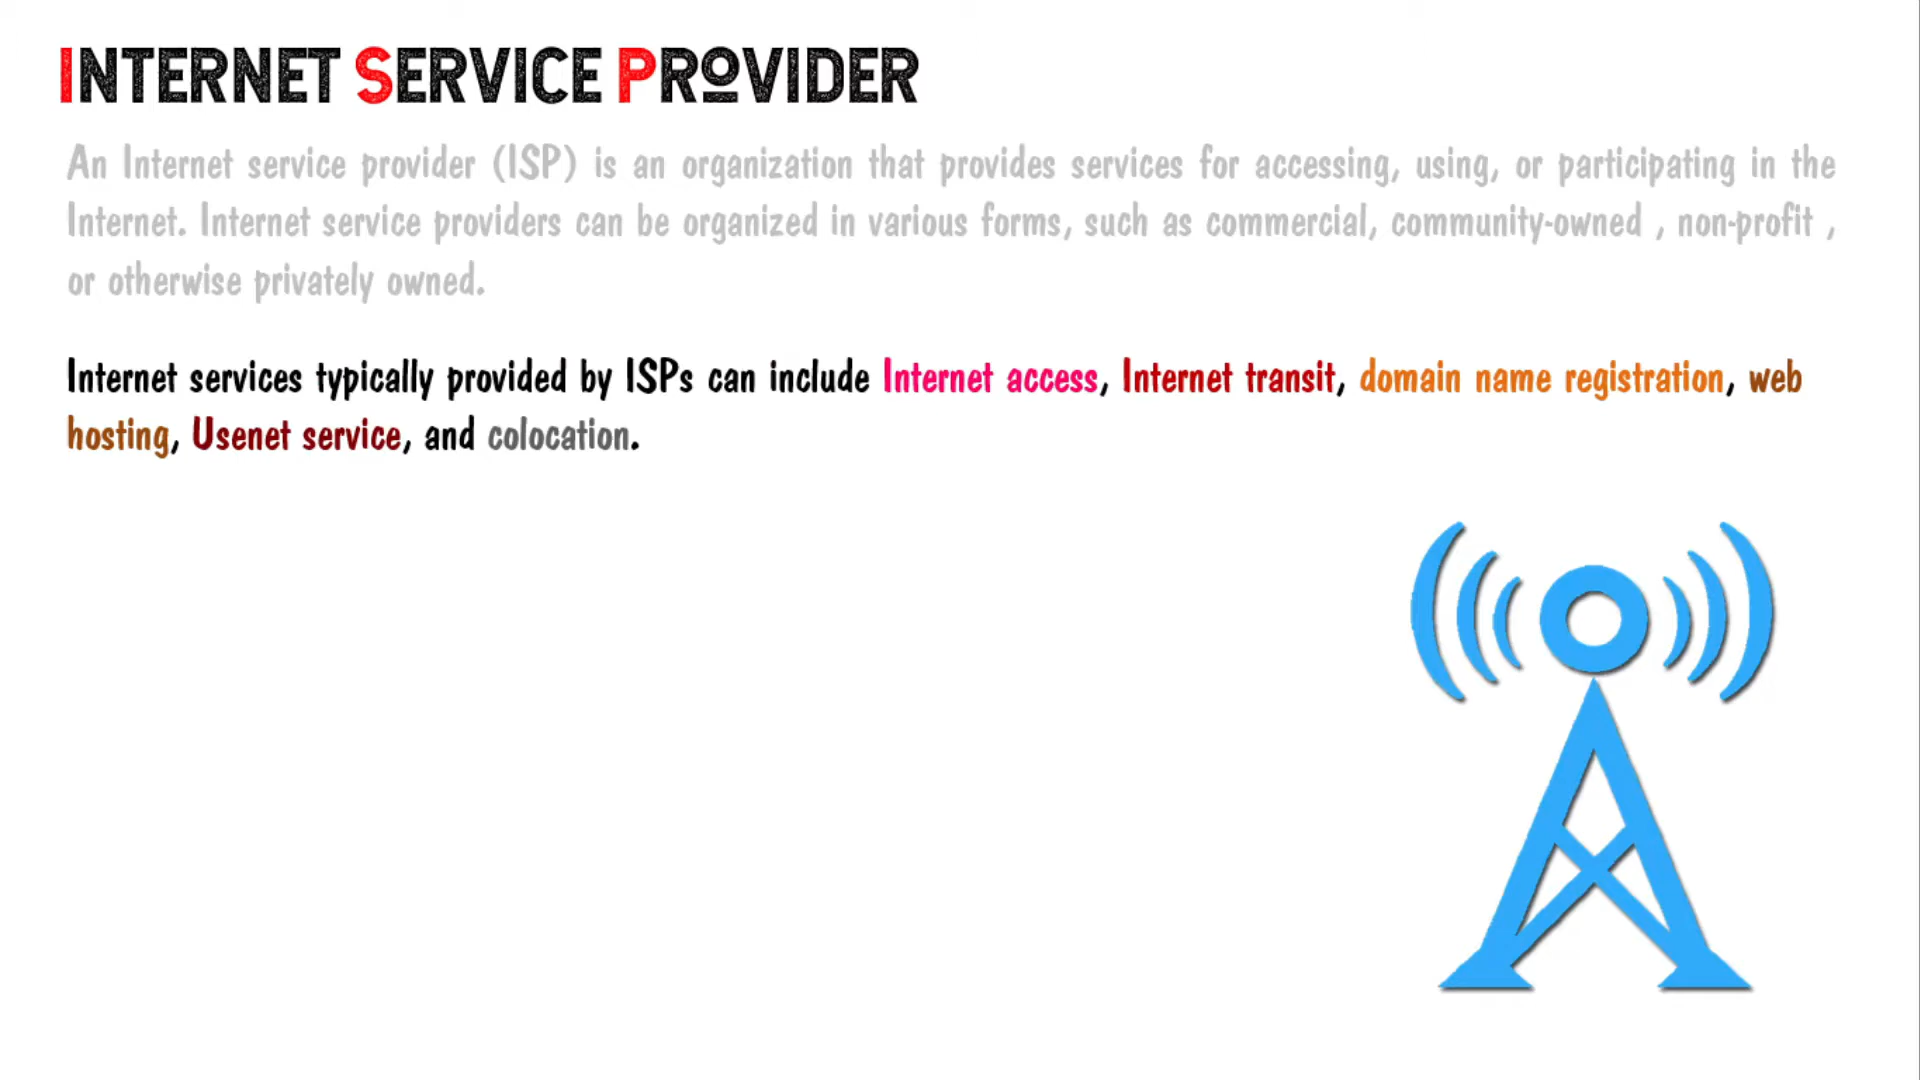 INTERNET SERVICE PROVIDER
An Internet service provider (ISP) is an organization that provides services for accessing, using, or participating in the
Internet. Internet service providers can be organized in various forms, such as commercial, community-owned , non-profit ,
or otherwise privately owned.
Internet services typically provided by ISPs can include Internet access, Internet transit, domain name registration, web
hosting, Usenet service, and colocation.